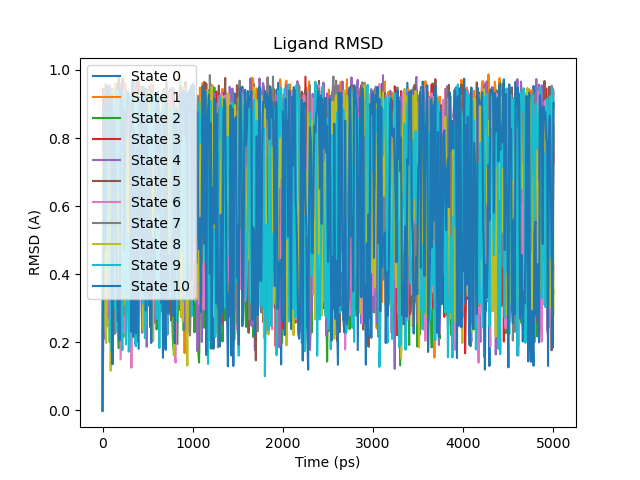 Ligand RMSD
RMSD (A)
1.0
0.8
0.6
0.4
0.2
0.0
State 0
State 1
State 2
State 3
State 4
State 5
State 6
State 7
State 8
State 9
State 10
0 1000 2000 3000 4000 5000
Time (ps)